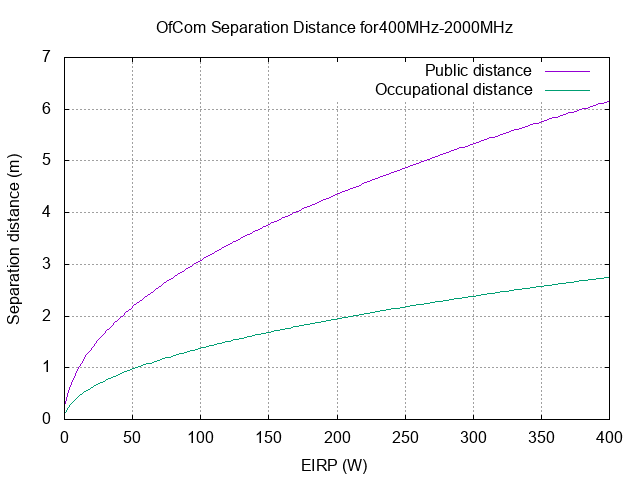 OfCom Separation Distance for400MHz-2000MHz
Public distance
Occupational distance
7
6
5
4
3
2
1
0
Separation distance (m)
0 50 100 150 200 250 300 350 400
EIRP (W)